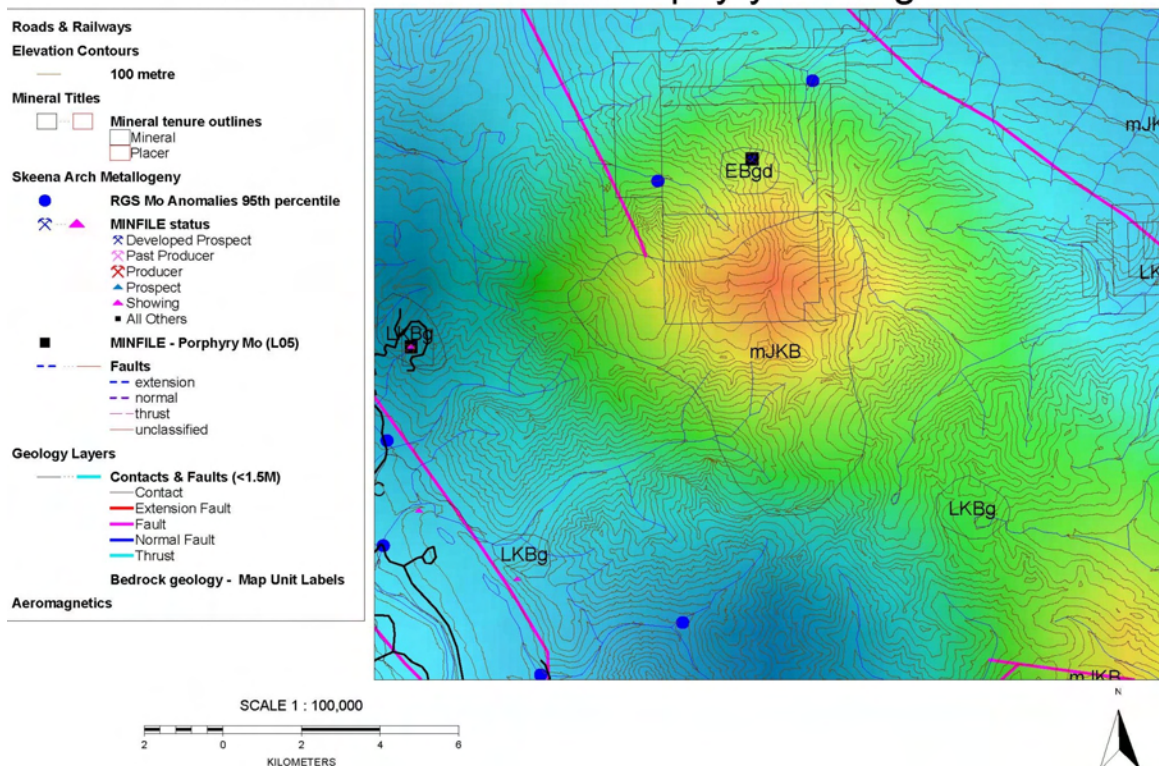 Roads & Railways
Elevation Contours
100 metre
Mineral Titles
Mineral tenure outlines
Mineral
Placer
Skeena Arch Metallogeny
RGS Mo Anomalies 95th percentile
MINFILE status
Developed Prospect
Past Producer
Producer
Prospect
Showing
All Others
MINFILE - Porphyry Mo (L05)
Faults
extension
normal
thrust
unclassified
Geology Layers
Contacts & Faults (<1.5M)
Contact
Extension Fault
Fault
Normal Fault
Thrust
Bedrock geology - Map Unit Labels
Aeromagnetics
mJK
EBgd
LK
LKBg
mJKB
LKBg
LKBg
mJKB
SCALE 1 : 100,000
2 0 2 4 6
KILOMETERS
N